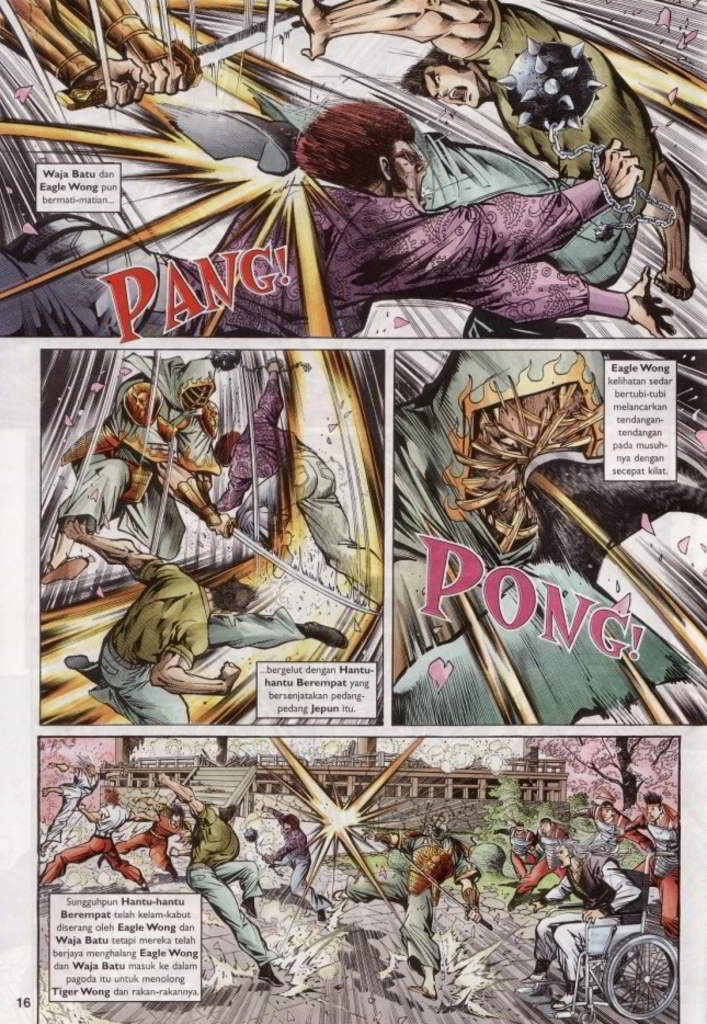 Waja Batu dan
Eagle Wong pun
bermati-matian...
PANG!
Eagle Wong
kelihatan sedar
bertubi-tubi
melancarkan
tendangan-
tendangan
pada musuh-
nya dengan
secepat kilat.
PONG!
...bergelut dengan Hantu-
hantu Berempat yang
bersenjatakan pedang-
pedang Jepun itu.
Sungguhpun Hantu-hantu
Berempat telah kelam-kabut
diserang oleh Eagle Wong dan
Waja Batu tetapi mereka telah
berjaya menghalang Eagle Wong
dan Waja Batu masuk ke dalam
pagoda itu untuk menolong
Tiger Wong dan rakan-rakannya.
16